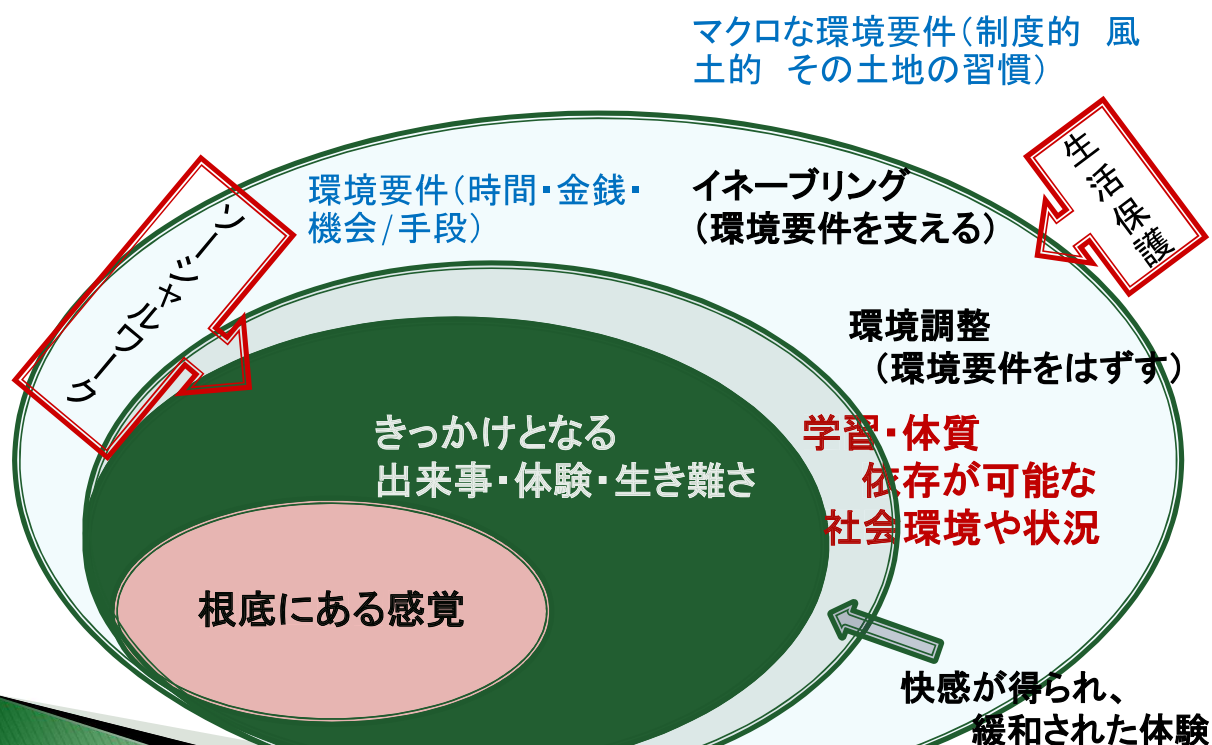 マクロな環境要件（制度的　風
土的　その土地の習慣）
生活保護
環境要件（時間・金銭・
機会/手段）
イネーブリング
（環境要件を支える）
ソーシャルワーク
環境調整
（環境要件をはずす）
きっかけとなる
出来事・体験・生き難さ
学習・体質
依存が可能な
社会環境や状況
根底にある感覚
快感が得られ、
緩和された体験